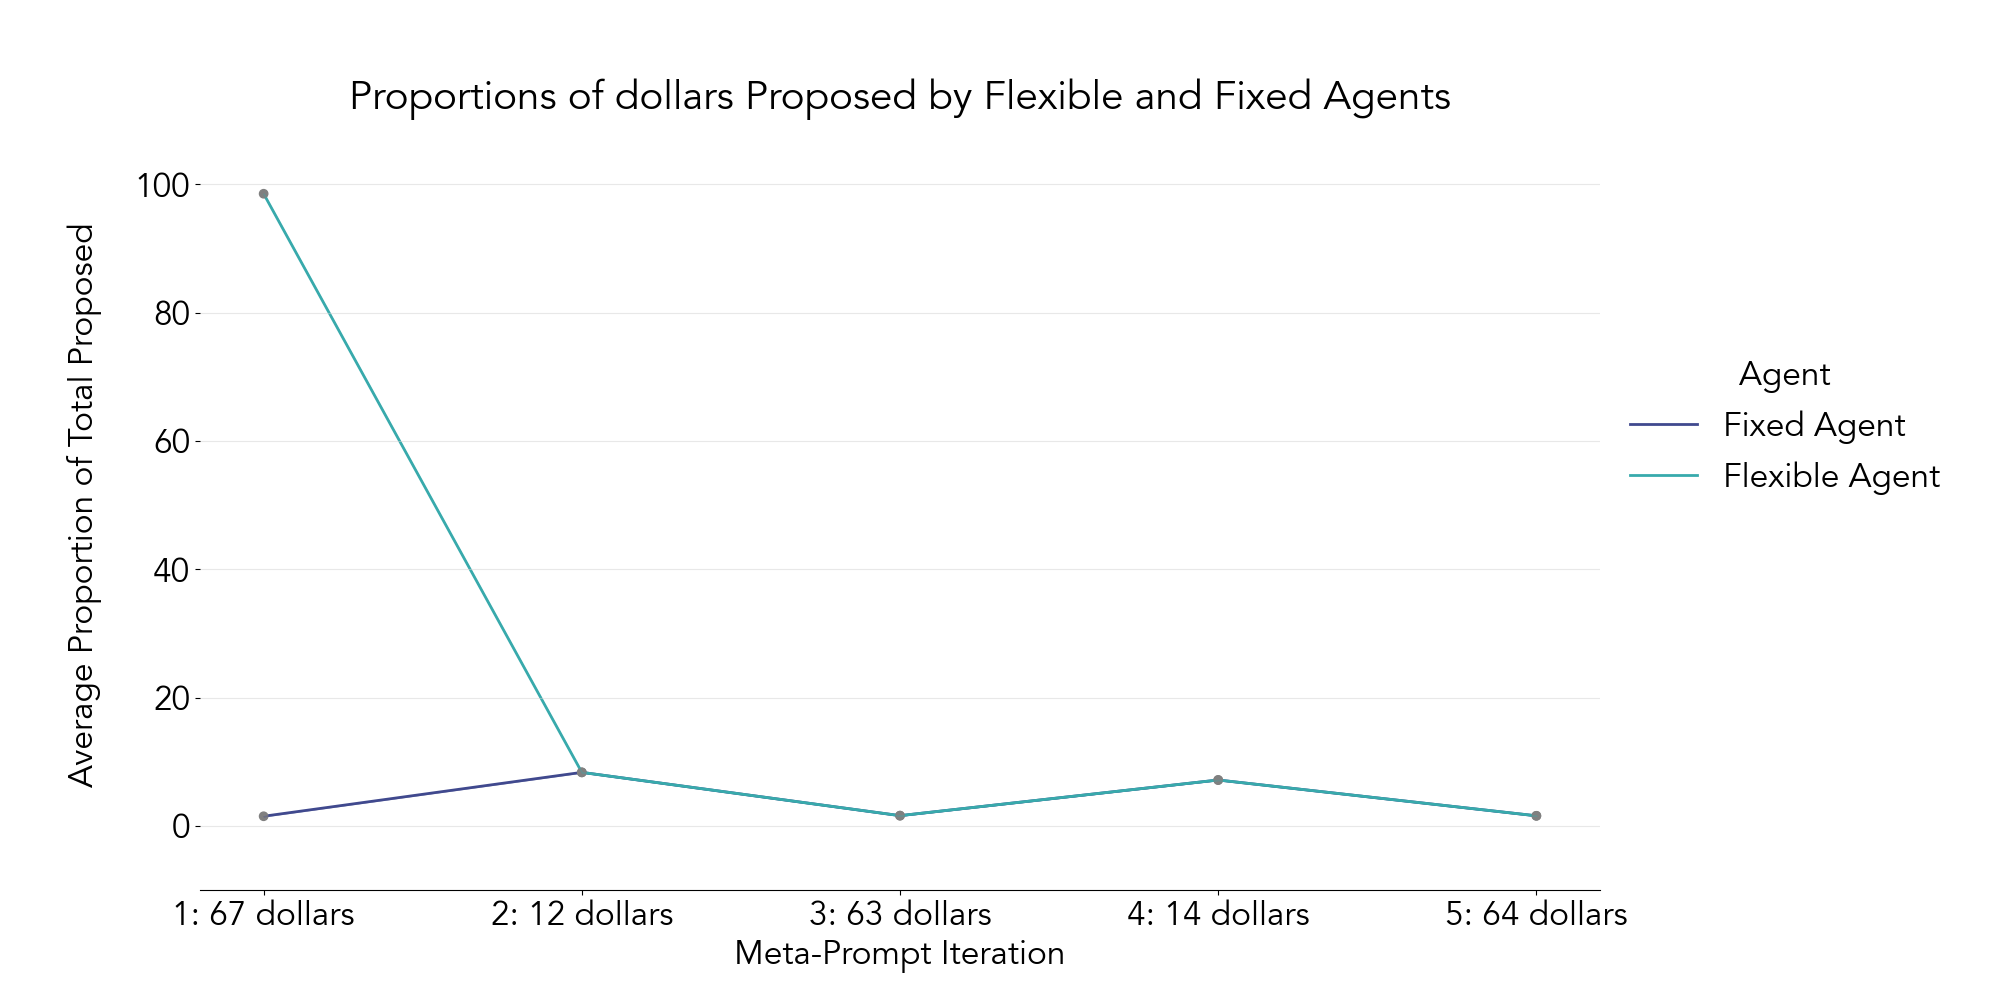 Proportions of dollars Proposed by Flexible and Fixed Agents
Average Proportion of Total Proposed
100
80
60
40
20
0
1: 67 dollars
2: 12 dollars
3: 63 dollars
4: 14 dollars
5: 64 dollars
Meta-Prompt Iteration
Agent
Fixed Agent
Flexible Agent